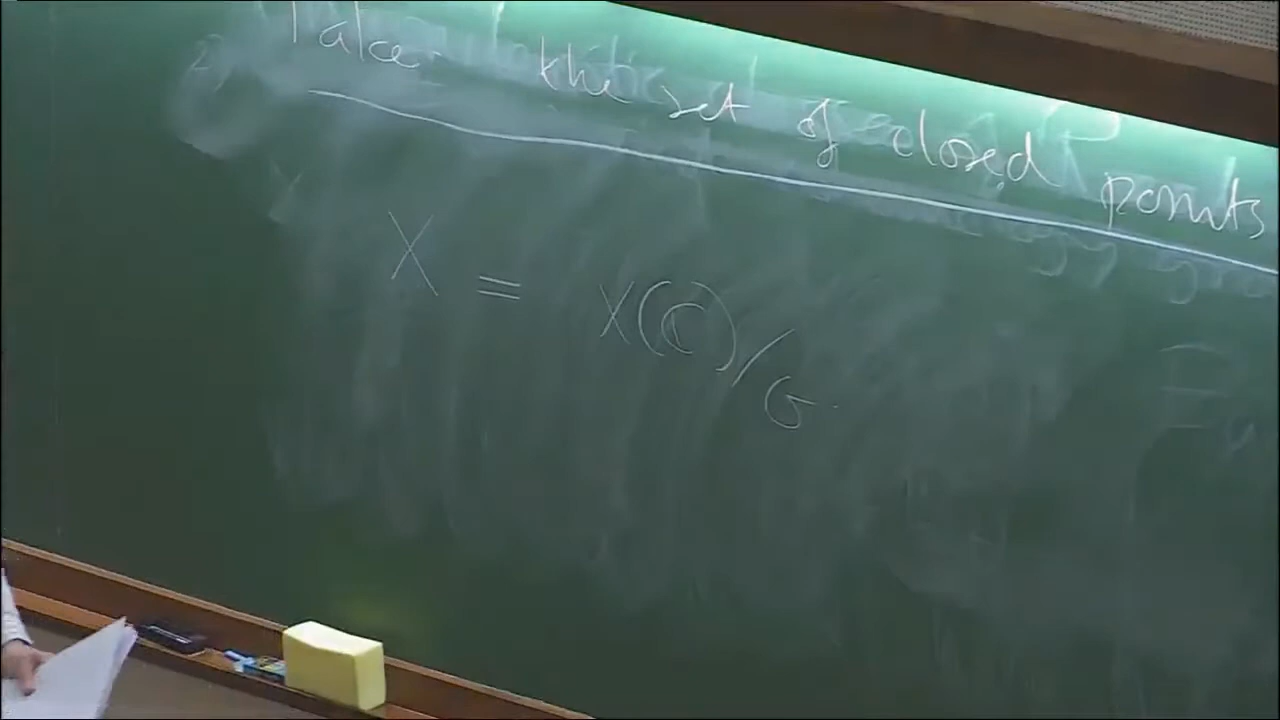 Take the set of closed points
X = X(ℂ)/G.